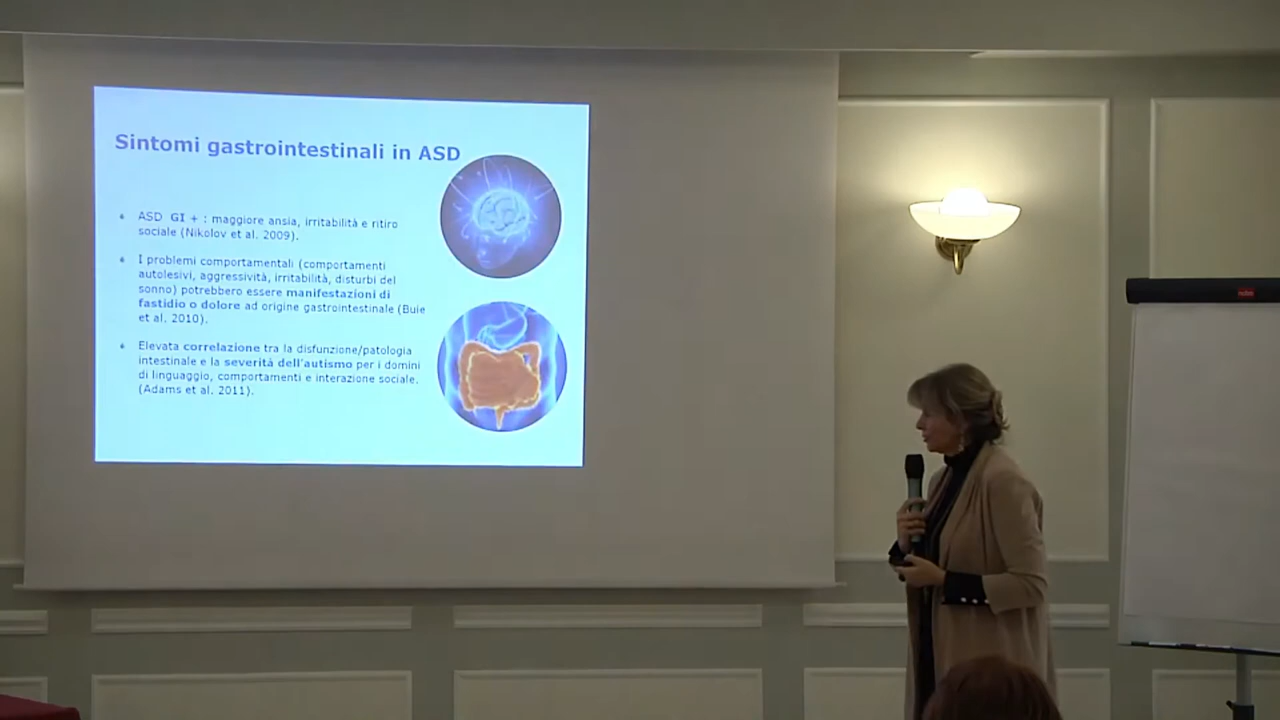 Sintomi gastrointestinali in ASD
ASD GI + : maggiore ansia, irritabilità e ritiro
sociale (Nikolov et al. 2009).
I problemi comportamentali (comportamenti
autolesivi, aggressività, irritabilità, disturbi del
sonno) potrebbero essere manifestazioni di
fastidio o dolore ad origine gastrointestinale (Buie
et al. 2010).
Elevata correlazione tra la disfunzione/patologia
intestinale e la severità dell'autismo per i domini
di linguaggio, comportamenti e interazione sociale.
(Adams et al. 2011).
nobo